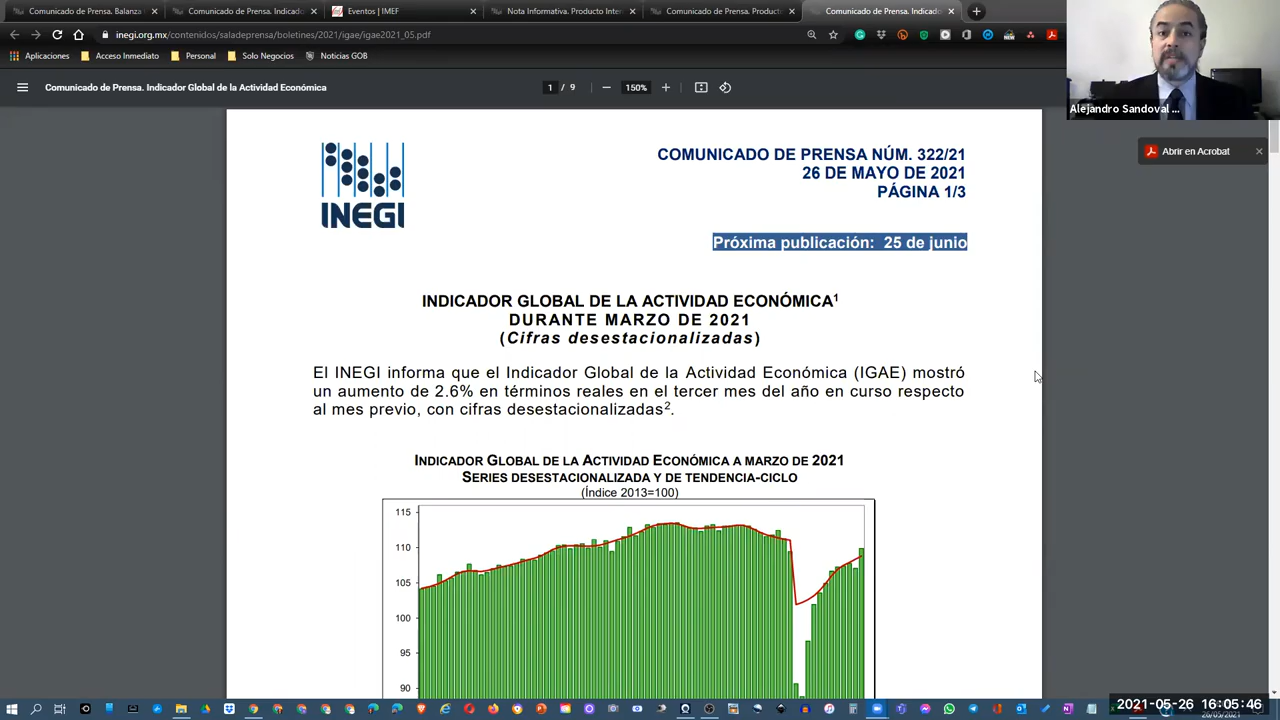 Comunicado de Prensa. Balanza
Comunicado de Prensa. Indicado
Eventos | IMEF
Nota Informativa. Producto Inter
Comunicado de Prensa. Product
Comunicado de Prensa. Indicad
inegi.org.mx/contenidos/saladeprensa/boletines/2021/igae/igae2021_05.pdf
Aplicaciones
Acceso Inmediato
Personal
Solo Negocios
Noticias GOB
Comunicado de Prensa. Indicador Global de la Actividad Económica
1 / 9
150%
Alejandro Sandoval ...
Abrir en Acrobat
INEGI
COMUNICADO DE PRENSA NÚM. 322/21
26 DE MAYO DE 2021
PÁGINA 1/3
Próxima publicación: 25 de junio
INDICADOR GLOBAL DE LA ACTIVIDAD ECONÓMICA¹
DURANTE MARZO DE 2021
(Cifras desestacionalizadas)
El INEGI informa que el Indicador Global de la Actividad Económica (IGAE) mostró
un aumento de 2.6% en términos reales en el tercer mes del año en curso respecto
al mes previo, con cifras desestacionalizadas².
INDICADOR GLOBAL DE LA ACTIVIDAD ECONÓMICA A MARZO DE 2021
SERIES DESESTACIONALIZADA Y DE TENDENCIA-CICLO
(Índice 2013=100)
115
110
105
100
95
90
2021-05-26 16:05:46